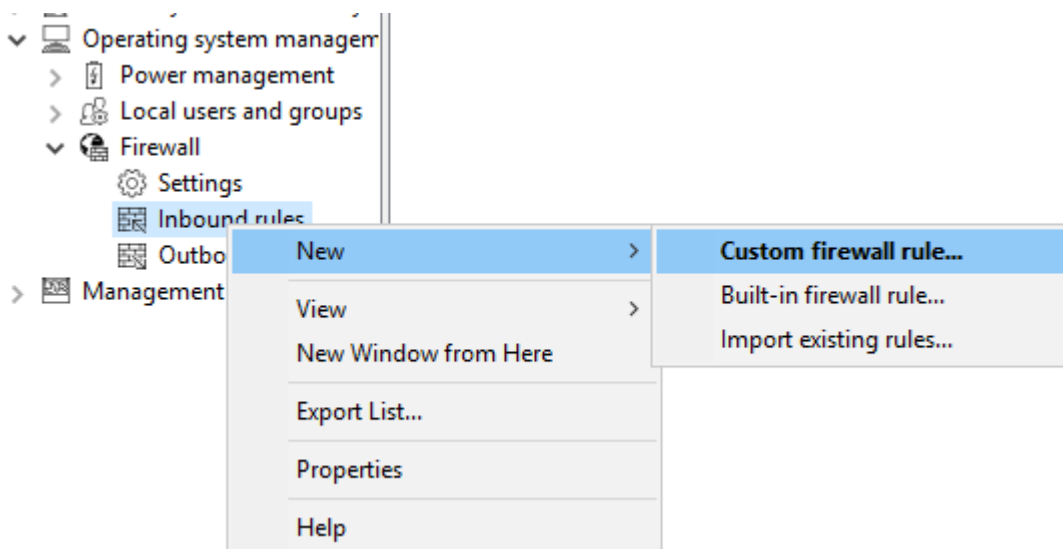 Operating system managem
Power management
Local users and groups
Firewall
Settings
Inbound rules
Outbo
Management
New
View
New Window from Here
Export List...
Properties
Help
Custom firewall rule...
Built-in firewall rule...
Import existing rules...